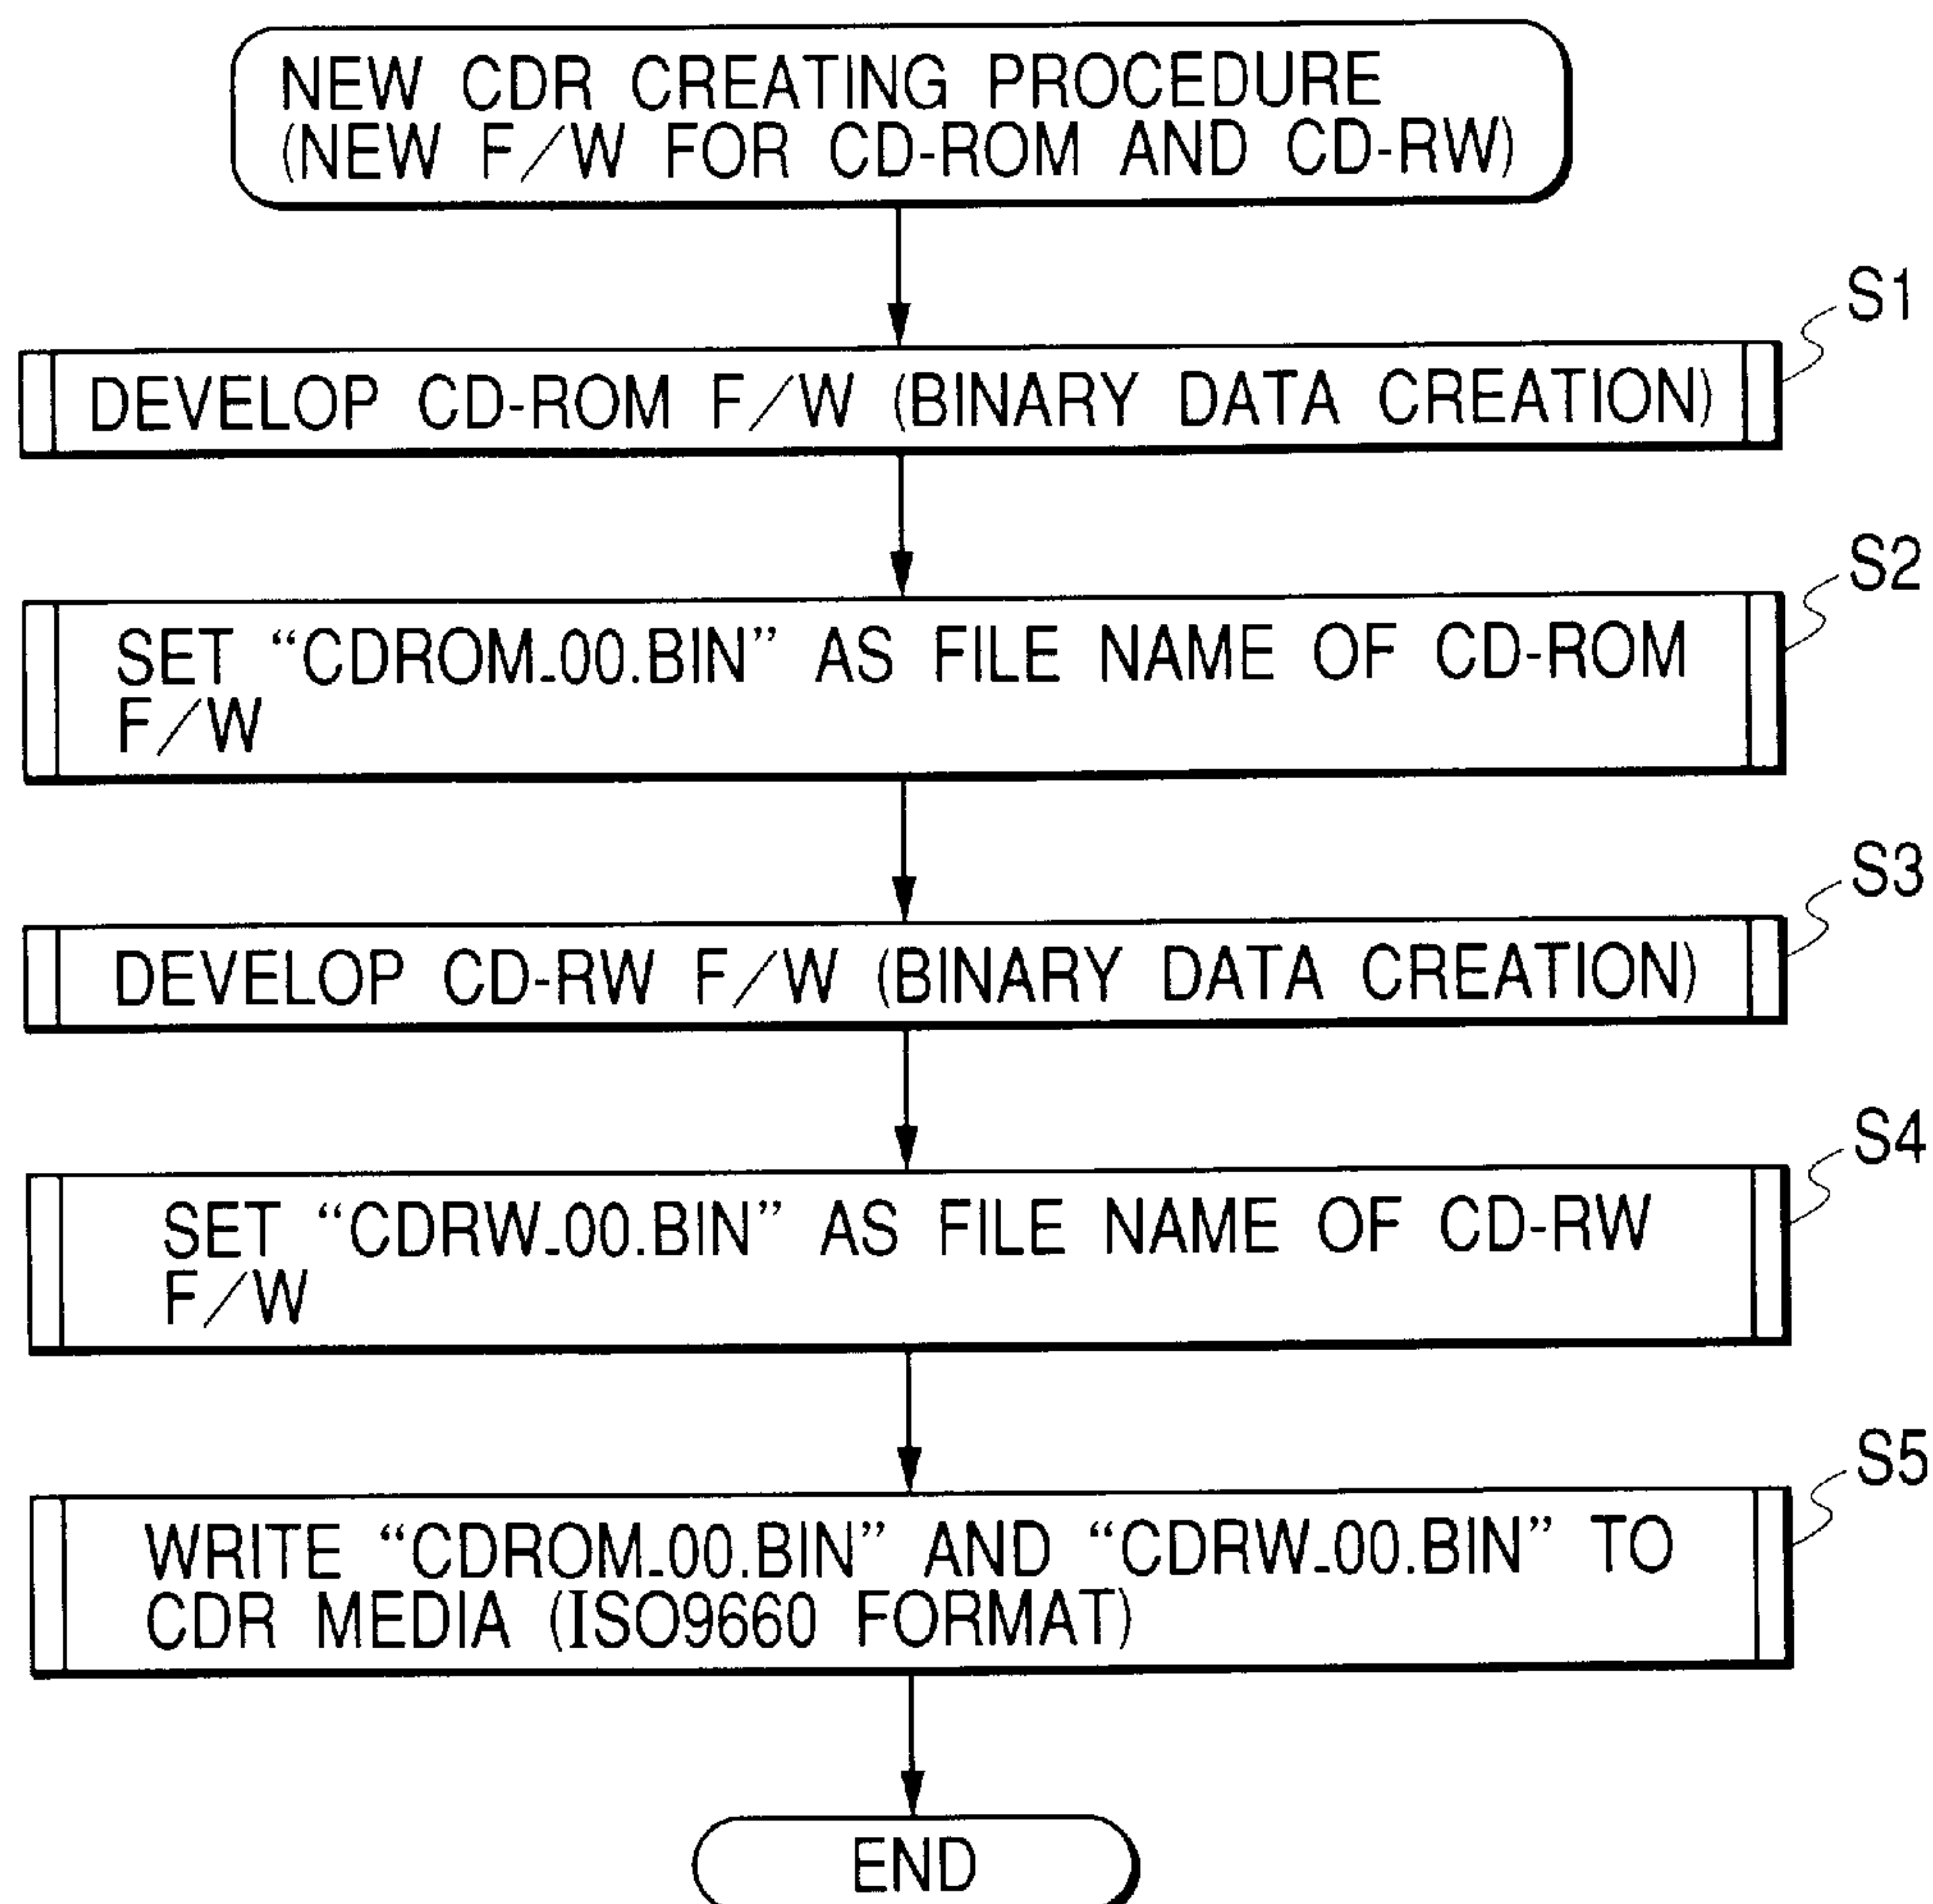 NEW CDR CREATING PROCEDURE
(NEW F/W FOR CD-ROM AND CD-RW)
S1
DEVELOP CD-ROM F/W (BINARY DATA CREATION)
S2
SET “CDROM_00.BIN” AS FILE NAME OF CD-ROM
F/W
S3
DEVELOP CD-RW F/W (BINARY DATA CREATION)
S4
SET “CDRW_00.BIN” AS FILE NAME OF CD-RW
F/W
S5
WRITE “CDROM_00.BIN” AND “CDRW_00.BIN” TO
CDR MEDIA (ISO9660 FORMAT)
END